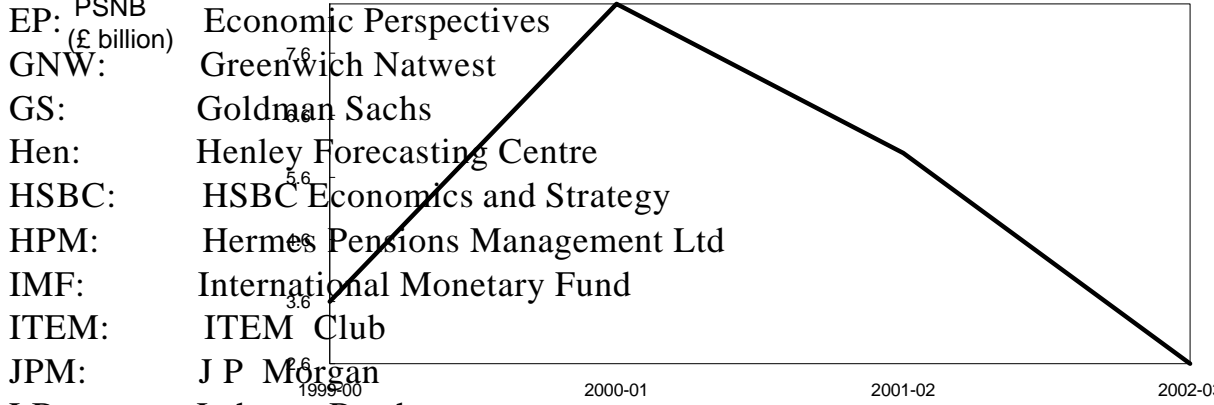 PSNB
(£ billion)
EP: Economic Perspectives
GNW: Greenwich Natwest
GS: Goldman Sachs
Hen: Henley Forecasting Centre
HSBC: HSBC Economics and Strategy
HPM: Hermes Pensions Management Ltd
IMF: International Monetary Fund
ITEM: ITEM Club
JPM: J P Morgan
7.6
6.6
5.6
4.6
3.6
2.6
1999-00 2000-01 2001-02